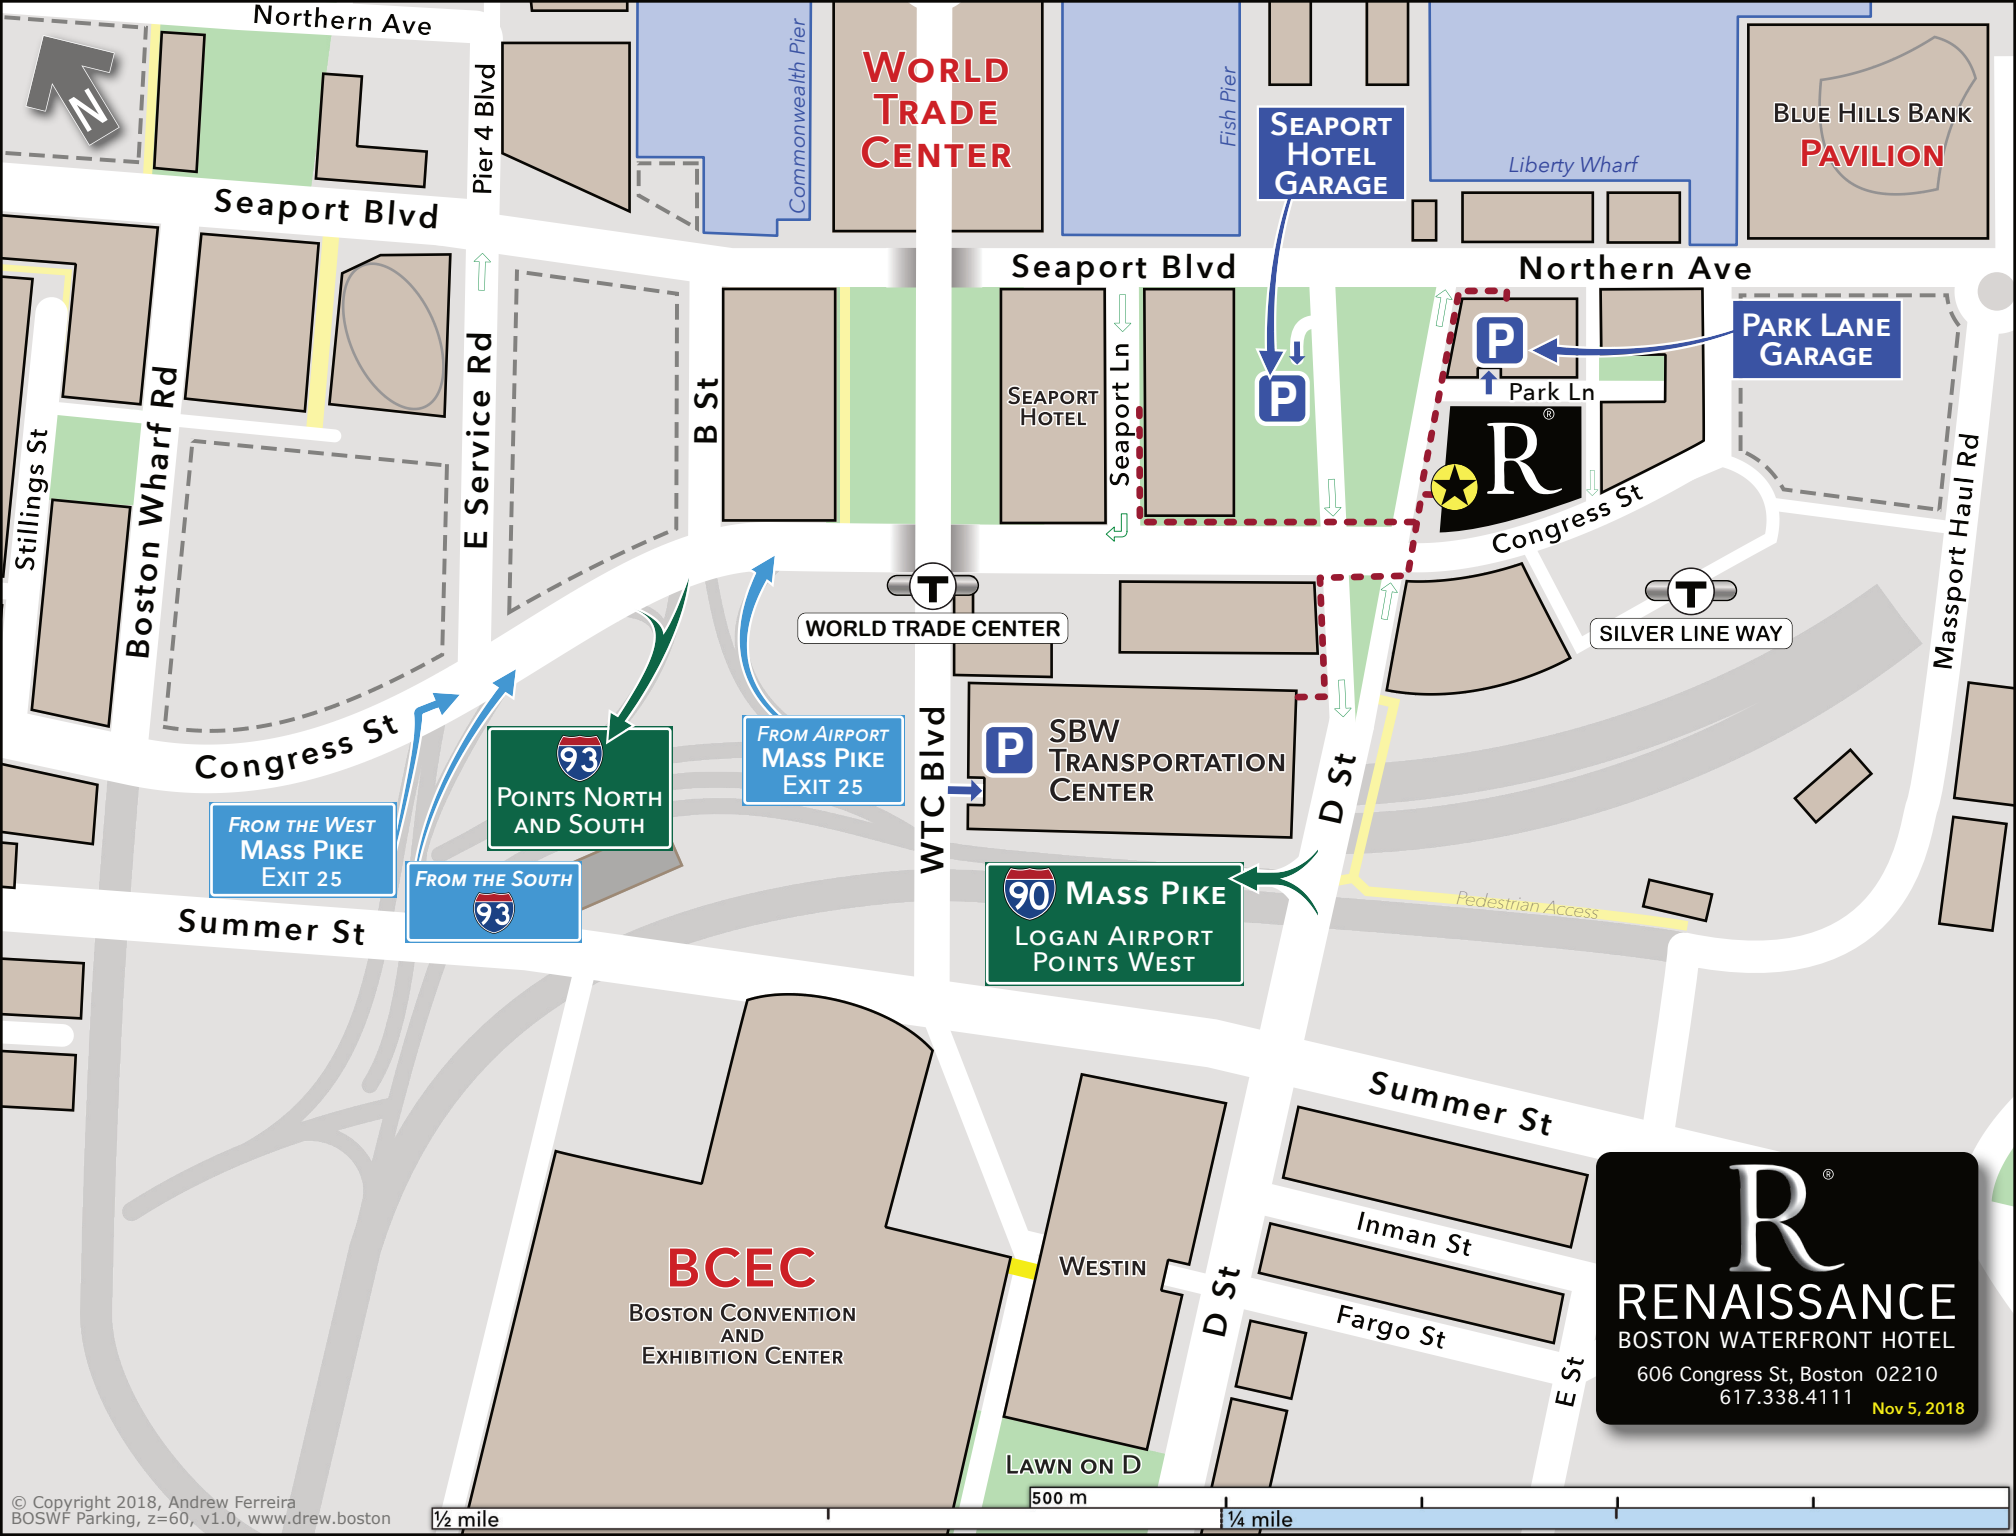 Northern Ave
N
Pier 4 Blvd
Commonwealth Pier
WORLD
TRADE
CENTER
Fish Pier
SEAPORT
HOTEL
GARAGE
Liberty Wharf
BLUE HILLS BANK
PAVILION
Seaport Blvd
Seaport Blvd
Northern Ave
P
P
PARK LANE
GARAGE
Park Ln
SEAPORT
HOTEL
Seaport Ln
B St
E Service Rd
Boston Wharf Rd
Stillings St
R®
Congress St
Massport Haul Rd
T
WORLD TRADE CENTER
T
SILVER LINE WAY
Congress St
93
POINTS NORTH
AND SOUTH
FROM AIRPORT
MASS PIKE
EXIT 25
WTC Blvd
P
SBW
TRANSPORTATION
CENTER
D St
FROM THE WEST
MASS PIKE
EXIT 25
FROM THE SOUTH
93
90 MASS PIKE
LOGAN AIRPORT
POINTS WEST
Pedestrian Access
Summer St
Summer St
BCEC
BOSTON CONVENTION
AND
EXHIBITION CENTER
WESTIN
D St
Inman St
Fargo St
E St
LAWN ON D
R®
RENAISSANCE
BOSTON WATERFRONT HOTEL
606 Congress St, Boston 02210
617.338.4111
Nov 5, 2018
© Copyright 2018, Andrew Ferreira
BOSWF Parking, z=60, v1.0, www.drew.boston
500 m
½ mile
¼ mile